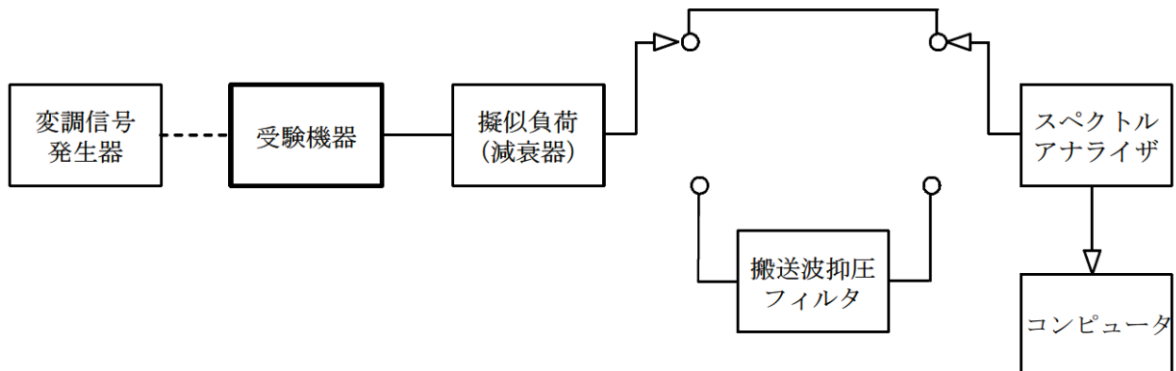 変調信号
発生器
受験機器
擬似負荷
（減衰器）
スペクトル
アナライザ
搬送波抑圧
フィルタ
コンピュータ